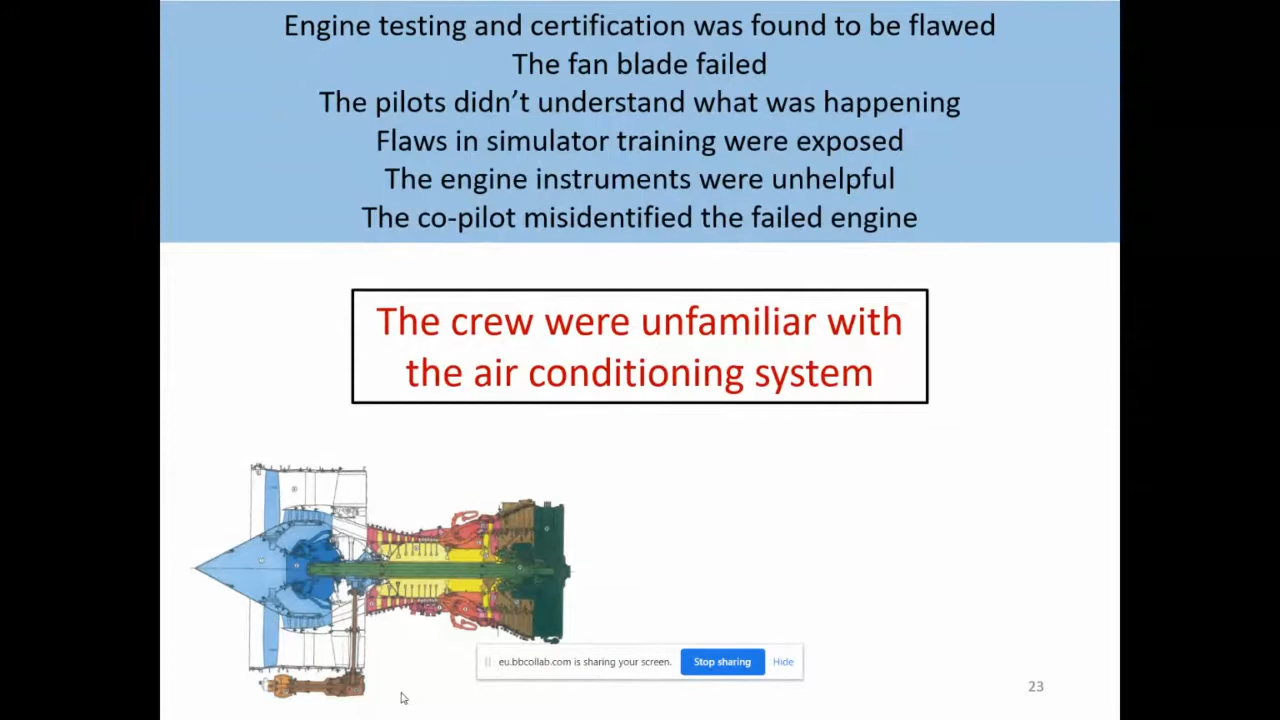 Engine testing and certification was found to be flawed
The fan blade failed
The pilots didn’t understand what was happening
Flaws in simulator training were exposed
The engine instruments were unhelpful
The co-pilot misidentified the failed engine
The crew were unfamiliar with
the air conditioning system
eu.bbcollab.com is sharing your screen.
Stop sharing
Hide
23